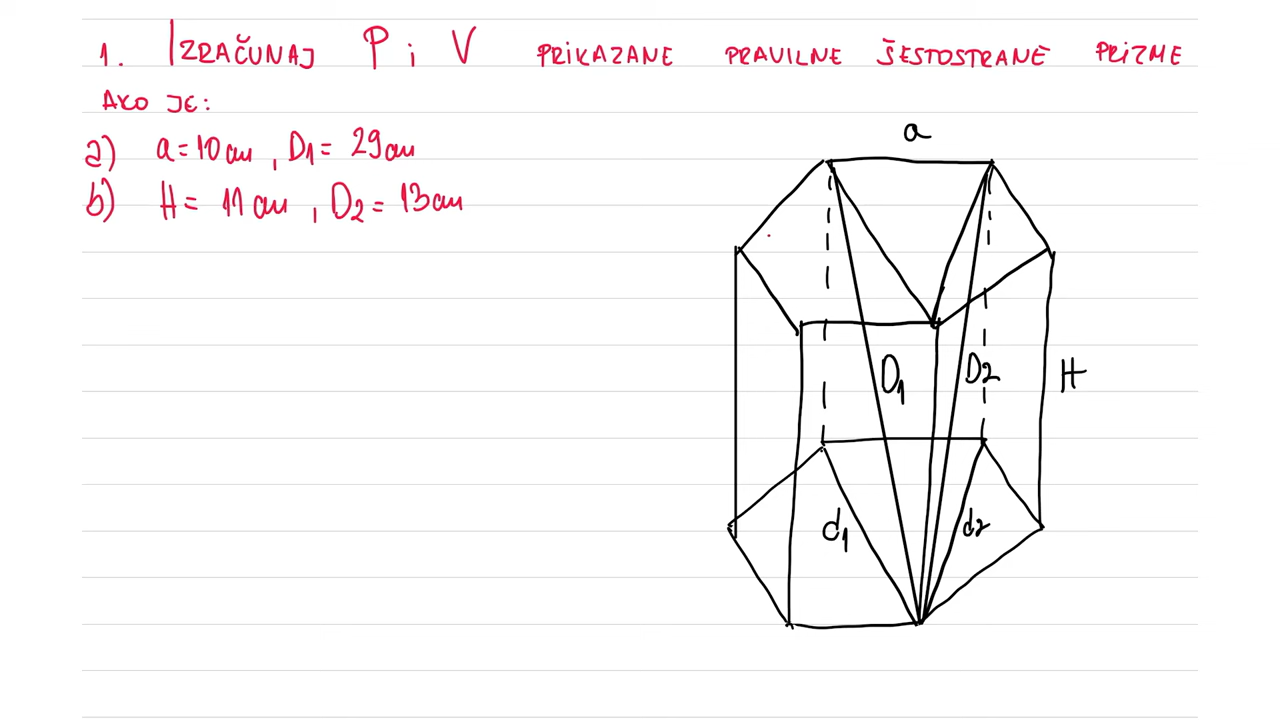 1. IZRAČUNAJ P i V PRIKAZANE PRAVILNE ŠESTOSTRANE PRIZME
AKO JE:
a) a = 10 cm, D1 = 29 cm
b) H = 11 cm, D2 = 13 cm
a
D1 D2 H
d1 d2